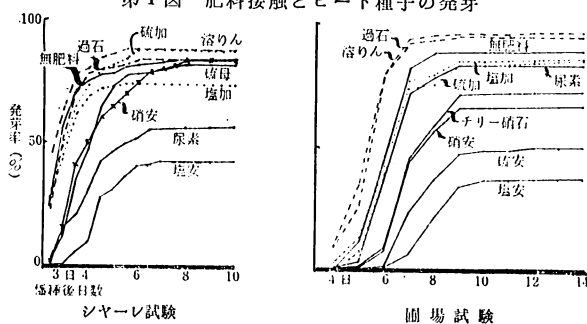 第1図 肥料接触とビート種子の発芽
100
50
0
発芽率(%)
無肥料
過石
硫加
溶りん
硫母
塩加
硝安
尿素
塩安
3日 4 6 8 10
播種後日数
シヤーレ試験
過石
溶りん
無肥料
硫加
塩加
尿素
チリー硝石
硝安
硫安
塩安
4日 6 8 10 12 14
圃場試験